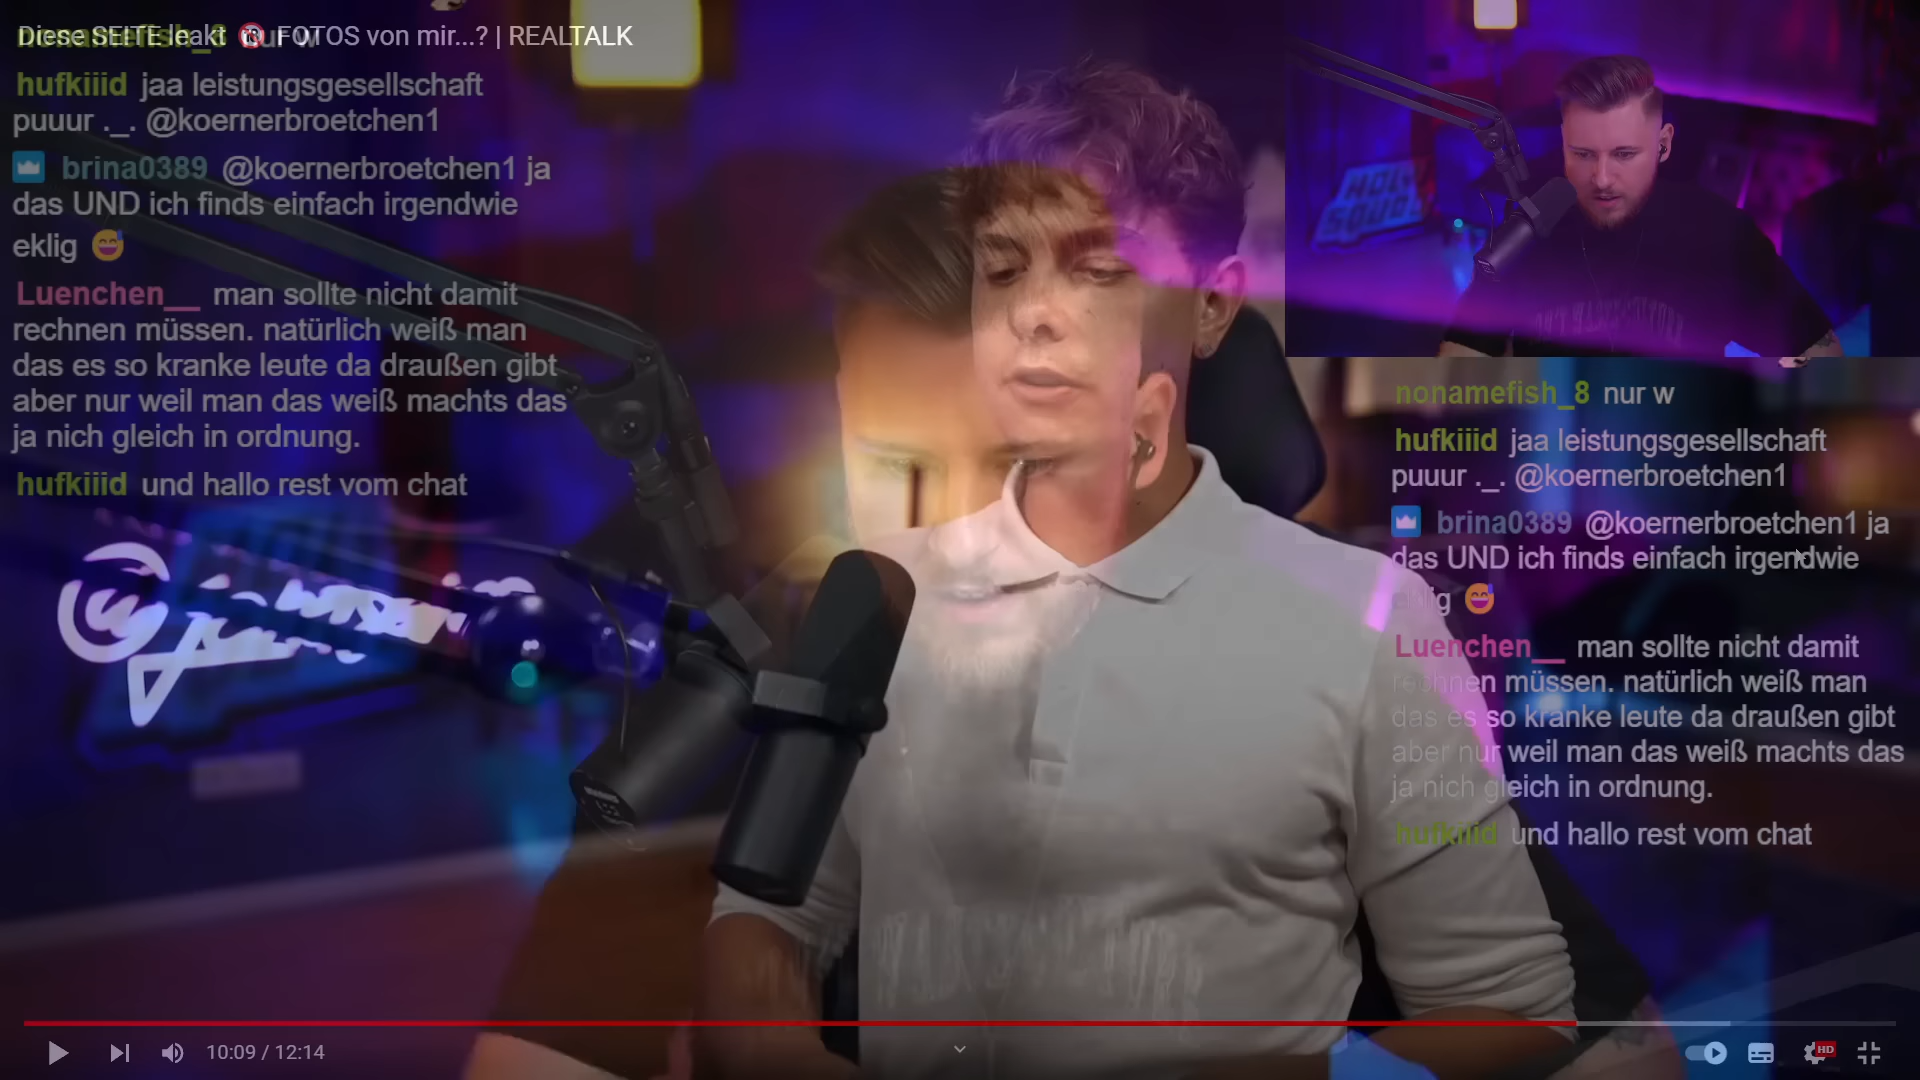 Diese SEITE leakt 🔞 FOTOS von mir...? | REALTALK
nonamefish_8 nur w
hufkiiid jaa leistungsgesellschaft
puuur ._. @koernerbroetchen1
brina0389 @koernerbroetchen1 ja
das UND ich finds einfach irgendwie
eklig 😅
Luenchen__ man sollte nicht damit
rechnen müssen. natürlich weiß man
das es so kranke leute da draußen gibt
aber nur weil man das weiß machts das
ja nich gleich in ordnung.
hufkiiid und hallo rest vom chat
HOLY
nonamefish_8 nur w
hufkiiid jaa leistungsgesellschaft
puuur ._. @koernerbroetchen1
brina0389 @koernerbroetchen1 ja
das UND ich finds einfach irgendwie
eklig 😅
Luenchen__ man sollte nicht damit
rechnen müssen. natürlich weiß man
das es so kranke leute da draußen gibt
aber nur weil man das weiß machts das
ja nich gleich in ordnung.
hufkiiid und hallo rest vom chat
10:09 / 12:14
HD